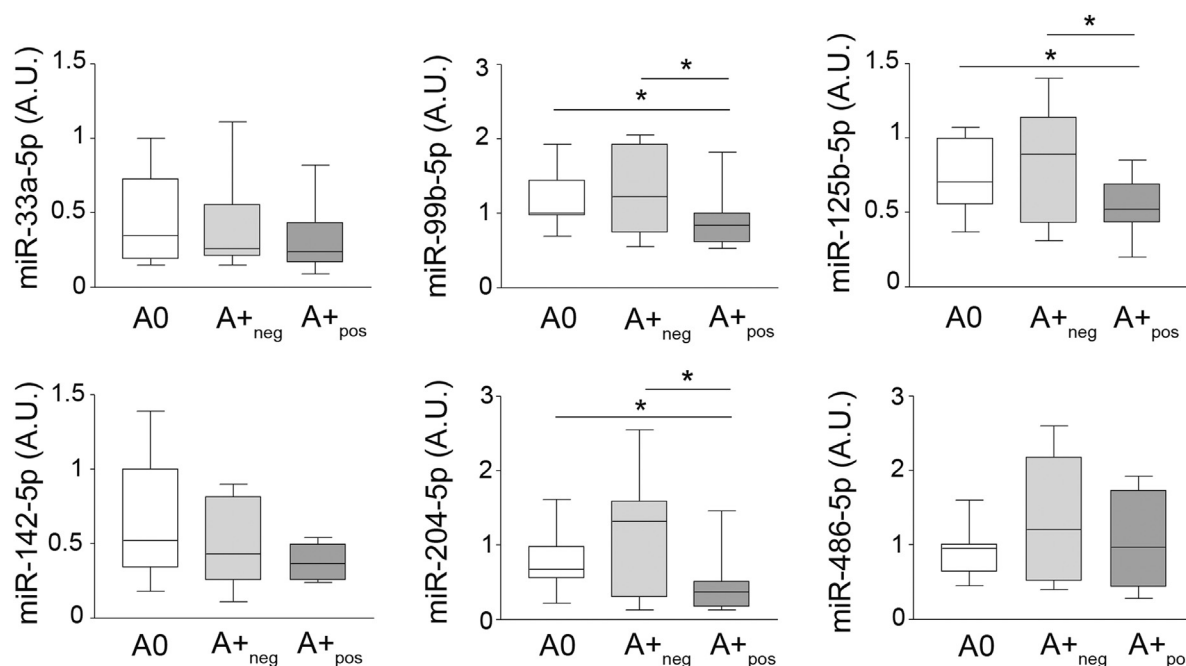 *
* *
1.5 3 1.5
*
miR-33a-5p (A.U.) miR-99b-5p (A.U.) miR-125b-5p (A.U.)
1 2 1
0.5 1 0.5
0 0 0
A0 A+neg A+pos A0 A+neg A+pos A0 A+neg A+pos
*
1.5 3 3
*
miR-142-5p (A.U.) miR-204-5p (A.U.) miR-486-5p (A.U.)
1 2 2
0.5 1 1
0 0 0
A0 A+neg A+pos A0 A+neg A+pos A0 A+neg A+po